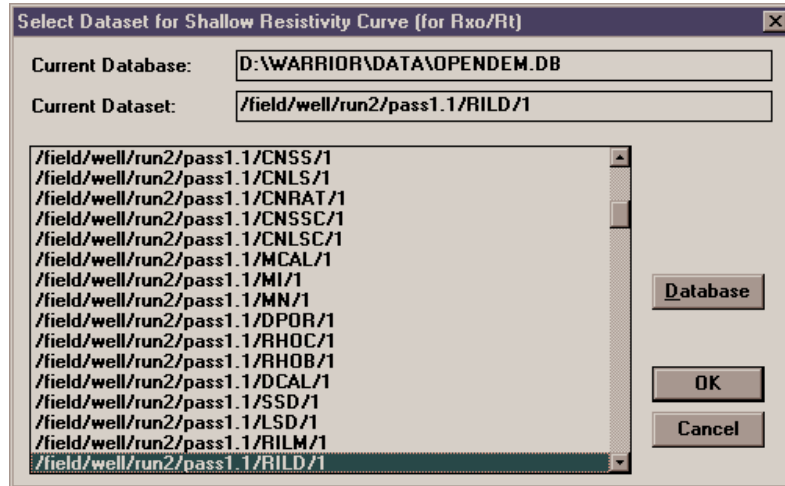 Select Dataset for Shallow Resistivity Curve (for Rxo/Rt)
Current Database: D:\WARRIOR\DATA\OPENDEM.DB
Current Dataset: /field/well/run2/pass1.1/RILD/1
/field/well/run2/pass1.1/CNSS/1
/field/well/run2/pass1.1/CNLS/1
/field/well/run2/pass1.1/CNRAT/1
/field/well/run2/pass1.1/CNSSC/1
/field/well/run2/pass1.1/CNLSC/1
/field/well/run2/pass1.1/MCAL/1
/field/well/run2/pass1.1/MI/1
/field/well/run2/pass1.1/MN/1
/field/well/run2/pass1.1/DPOR/1
/field/well/run2/pass1.1/RHOC/1
/field/well/run2/pass1.1/RHOB/1
/field/well/run2/pass1.1/DCAL/1
/field/well/run2/pass1.1/SSD/1
/field/well/run2/pass1.1/LSD/1
/field/well/run2/pass1.1/RILM/1
/field/well/run2/pass1.1/RILD/1
Database
OK
Cancel